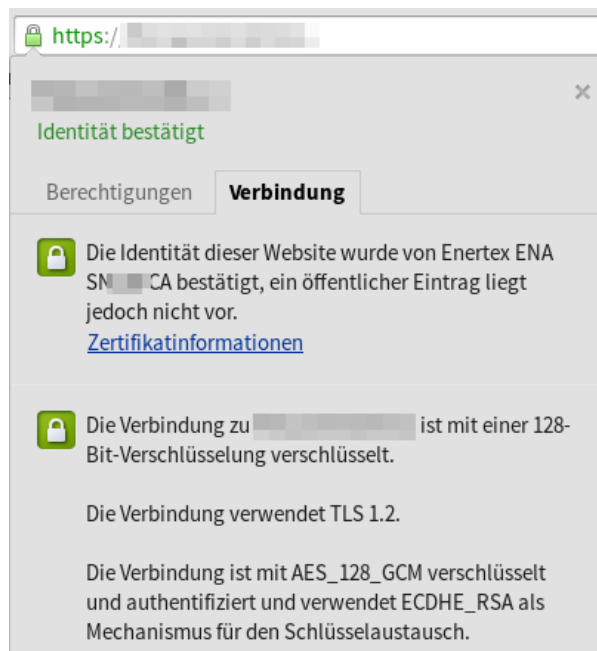 https:/
Identität bestätigt
Berechtigungen Verbindung
Die Identität dieser Website wurde von Enertex ENA
SN CA bestätigt, ein öffentlicher Eintrag liegt
jedoch nicht vor.
Zertifikatinformationen
Die Verbindung zu ist mit einer 128-
Bit-Verschlüsselung verschlüsselt.
Die Verbindung verwendet TLS 1.2.
Die Verbindung ist mit AES_128_GCM verschlüsselt
und authentifiziert und verwendet ECDHE_RSA als
Mechanismus für den Schlüsselaustausch.